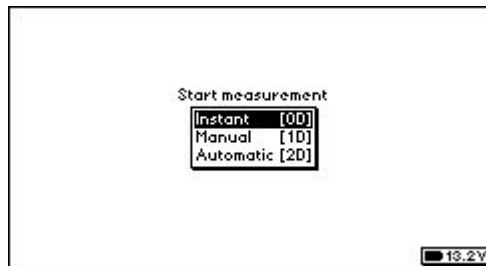 Start measurement
Instant [0D]
Manual [1D]
Automatic [2D]
13.2V